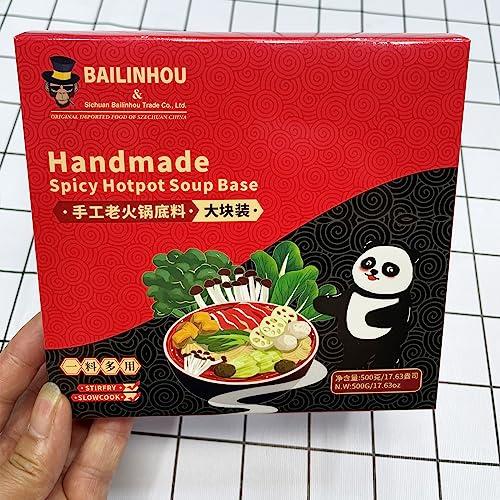 BAILINHOU
&
Sichuan Bailinhou Trade Co., Ltd.
ORIGINAL IMPORTED FOOD OF SZECHUAN CHINA
Handmade
Spicy Hotpot Soup Base
·手工老火锅底料·大块装
一料多用
STIRFRY
SLOWCOOK
净含量:500克/17.63盎司
N.W:500G/17.63oz